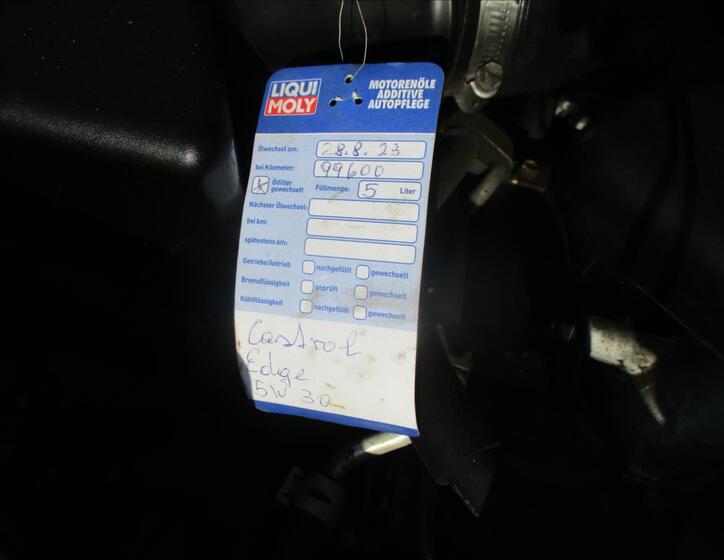 LIQUI
MOLY
MOTORENÖLE
ADDITIVE
AUTOPFLEGE
Ölwechsel am: 28.8.23
bei Kilometer: 99600
Ölfilter gewechselt Füllmenge: 5 Liter
Nächster Ölwechsel:
bei km:
spätestens am:
Getriebe/Antrieb nachgefüllt gewechselt
Bremsflüssigkeit geprüft gewechselt
Kühlflüssigkeit nachgefüllt gewechselt
Castrol
Edge
5W 30